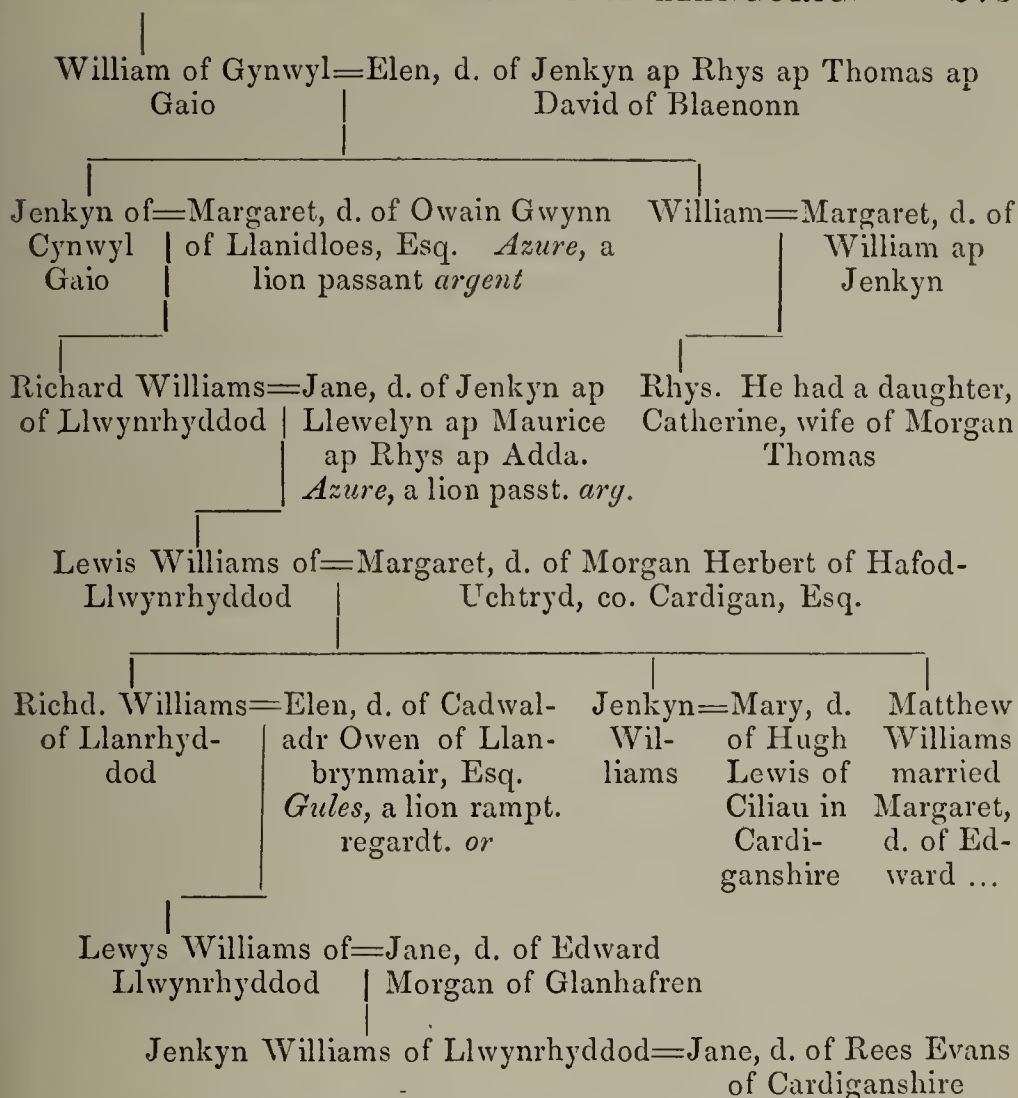 William of Gynwyl=Elen, d. of Jenkyn ap Rhys ap Thomas ap
Gaio David of Blaenonn
Jenkyn of=Margaret, d. of Owain Gwynn
Cynwyl of Llanidloes, Esq. Azure, a
Gaio lion passant argent
William=Margaret, d. of
William ap
Jenkyn
Richard Williams=Jane, d. of Jenkyn ap
of Llwynrhyddod Llewelyn ap Maurice
ap Rhys ap Adda.
Azure, a lion passt. arg.
Rhys. He had a daughter,
Catherine, wife of Morgan
Thomas
Lewis Williams of=Margaret, d. of Morgan Herbert of Hafod-
Llwynrhyddod Uchtryd, co. Cardigan, Esq.
Richd. Williams=Elen, d. of Cadwal-
of Llanrhyd- adr Owen of Llan-
dod brynmair, Esq.
Gules, a lion rampt.
regardt. or
Jenkyn=Mary, d.
Wil- of Hugh
liams Lewis of
Ciliau in
Cardi-
ganshire
Matthew
Williams
married
Margaret,
d. of Ed-
ward ...
Lewys Williams of=Jane, d. of Edward
Llwynrhyddod Morgan of Glanhafren
Jenkyn Williams of Llwynrhyddod=Jane, d. of Rees Evans
of Cardiganshire